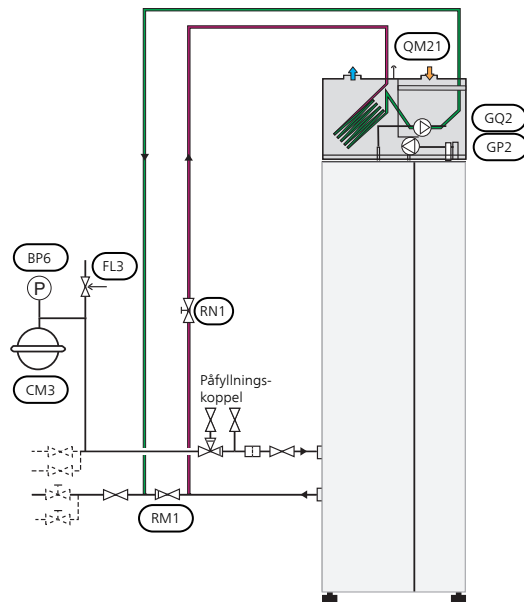 QM21
GQ2
GP2
BP6
FL3
P
RN1
CM3
Påfyllnings-
koppel
RM1